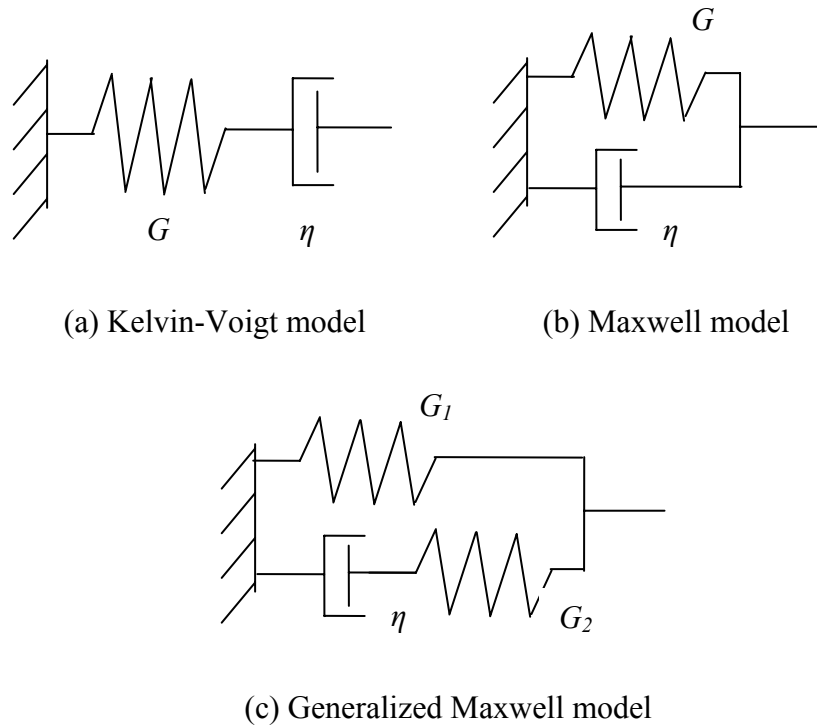 G
η
G
η
(a) Kelvin-Voigt model
(b) Maxwell model
G1
η
G2
(c) Generalized Maxwell model